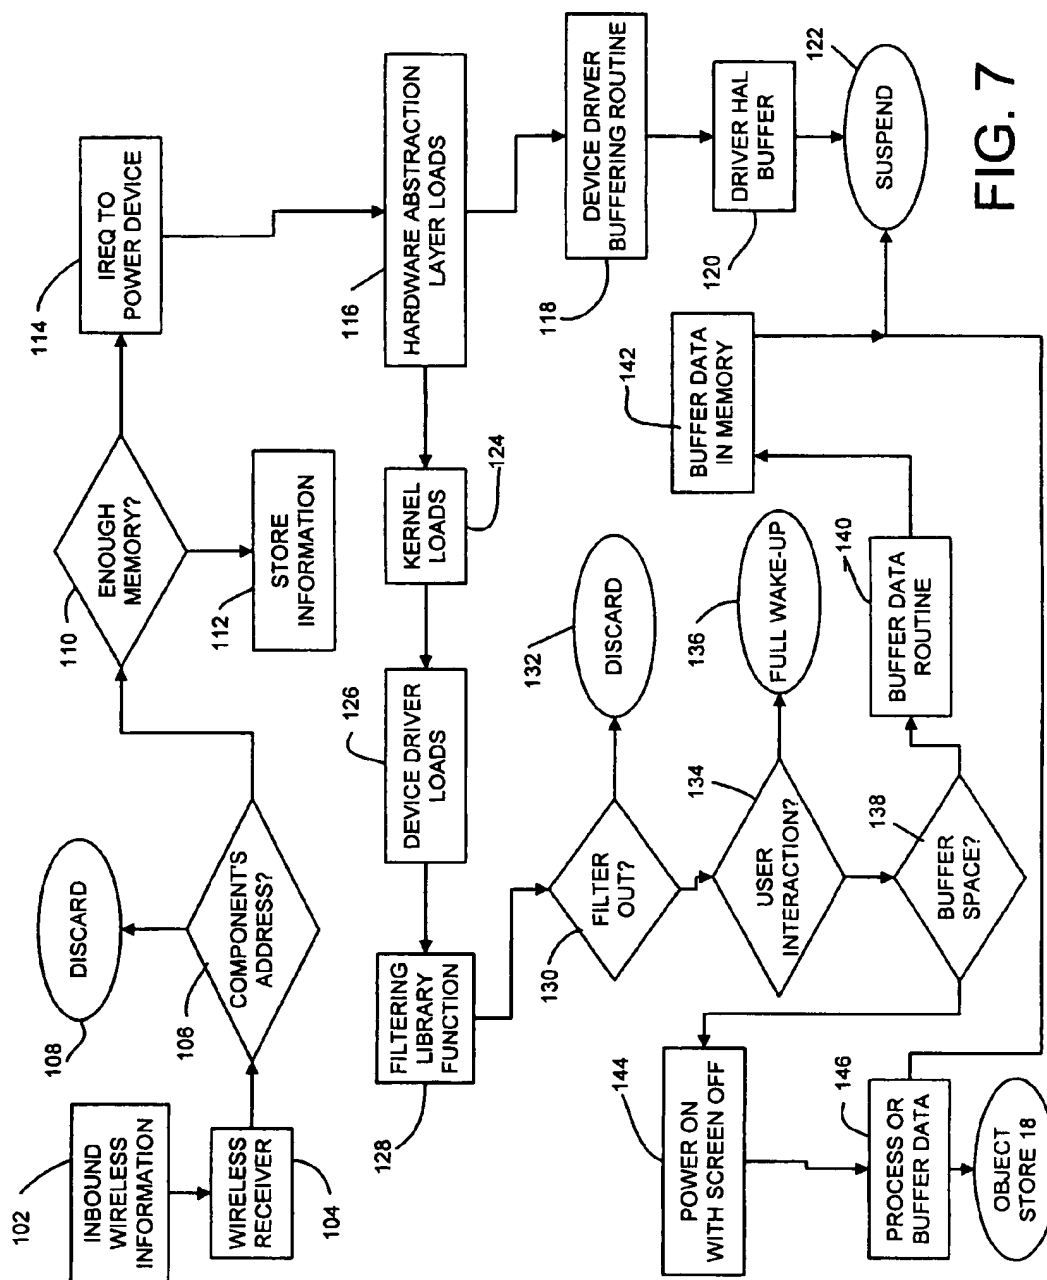 102
INBOUND
WIRELESS
INFORMATION
WIRELESS
RECEIVER
104
COMPONENT'S
ADDRESS?
106
DISCARD
108
ENOUGH
MEMORY?
110
STORE
INFORMATION
112
IREQ TO
POWER DEVICE
114
HARDWARE ABSTRACTION
LAYER LOADS
116
DEVICE DRIVER
BUFFERING ROUTINE
118
DRIVER HAL
BUFFER
120
SUSPEND
122
KERNEL
LOADS
124
DEVICE DRIVER
LOADS
126
FILTERING
LIBRARY
FUNCTION
128
FILTER
OUT?
130
DISCARD
132
USER
INTERACTION?
134
FULL WAKE-UP
136
BUFFER
SPACE?
138
BUFFER DATA
ROUTINE
140
BUFFER DATA
IN MEMORY
142
POWER ON
WITH SCREEN OFF
144
PROCESS OR
BUFFER DATA
146
OBJECT
STORE 18
FIG. 7